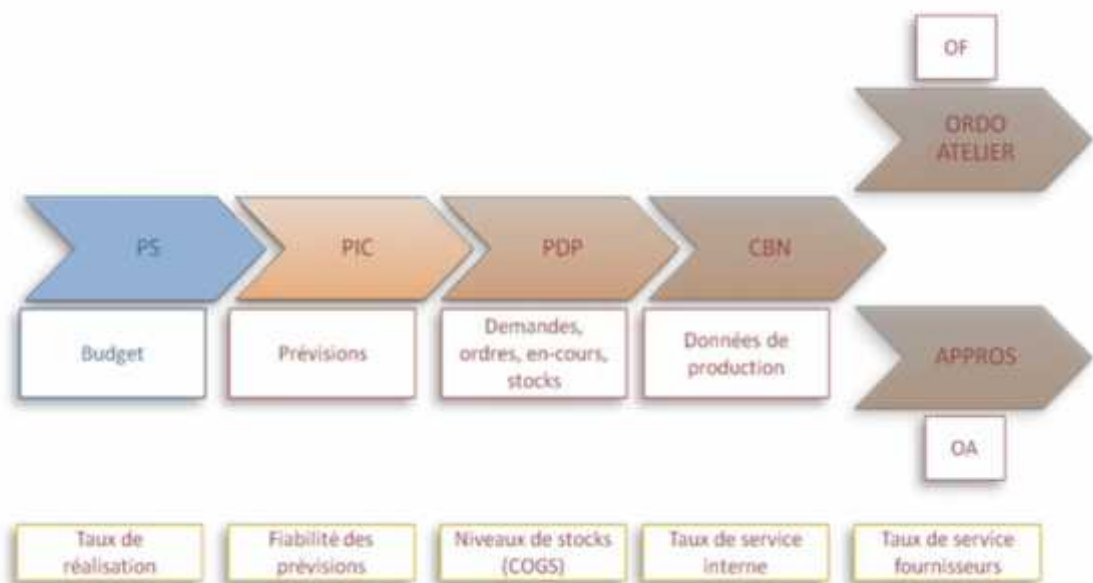 OF
ORDO
ATELIER
PS
PIC
PDP
CBN
Budget
Prévisions
Demandes,
ordres, en-cours,
stocks
Données de
production
APPROS
OA
Taux de
réalisation
Fiabilité des
prévisions
Niveaux de stocks
(COGS)
Taux de service
interne
Taux de service
fournisseurs